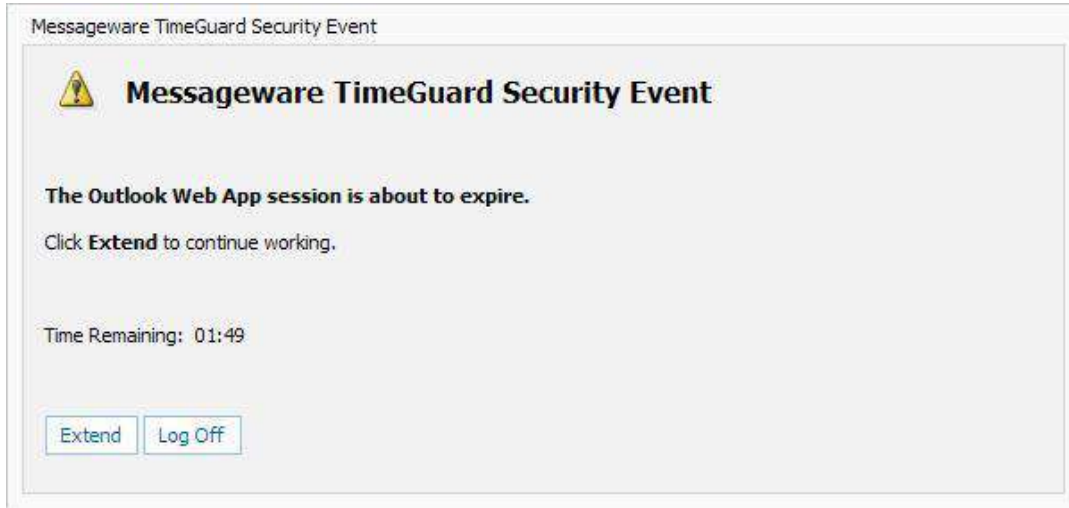 Messageware TimeGuard Security Event
Messageware TimeGuard Security Event
The Outlook Web App session is about to expire.
Click Extend to continue working.
Time Remaining: 01:49
Extend Log Off